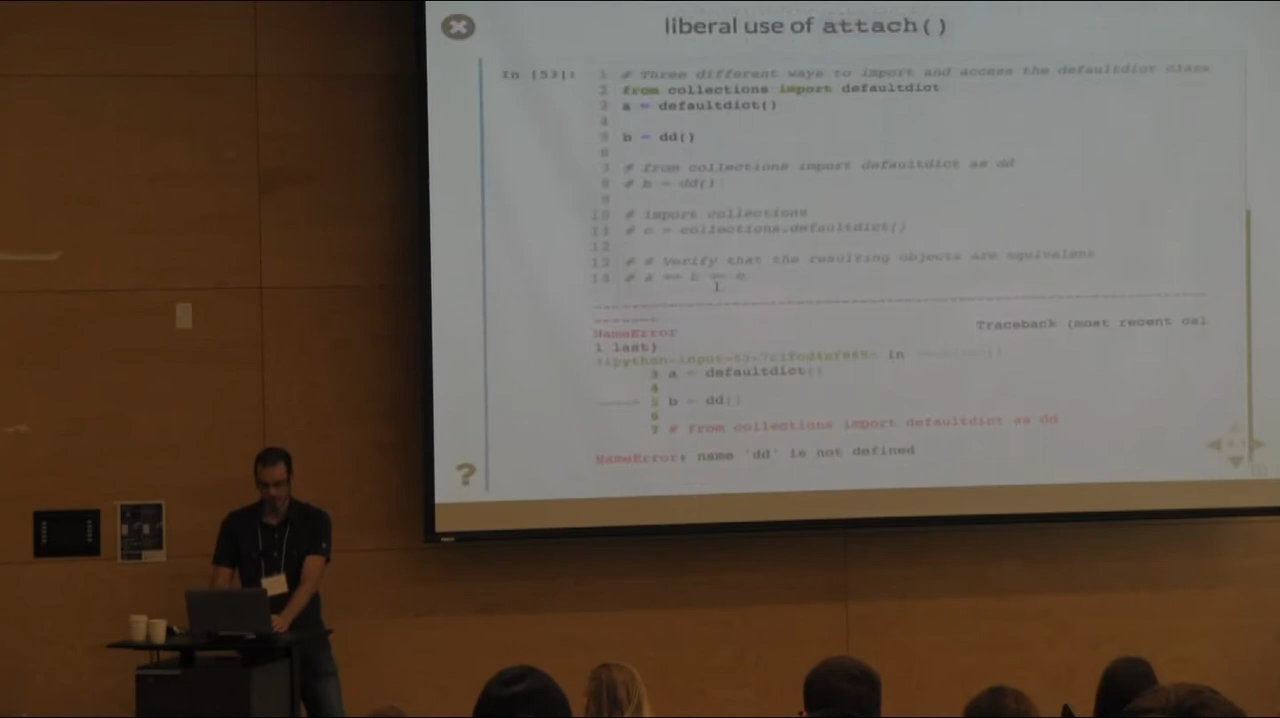 liberal use of attach()
In [53]:
1 # Three different ways to import and access the defaultdict class
2 from collections import defaultdict
3 a = defaultdict()
4
5 b = dd()
6
7 # from collections import defaultdict as dd
8 # b = dd()
9
10 # import collections
11 # c = collections.defaultdict()
12
13 # # Verify that the resulting objects are equivalent
14 # a == b == c
NameError Traceback (most recent cal
l last)
in
3 a = defaultdict()
4
----> 5 b = dd()
6
7 # from collections import defaultdict as dd
NameError: name 'dd' is not defined
?